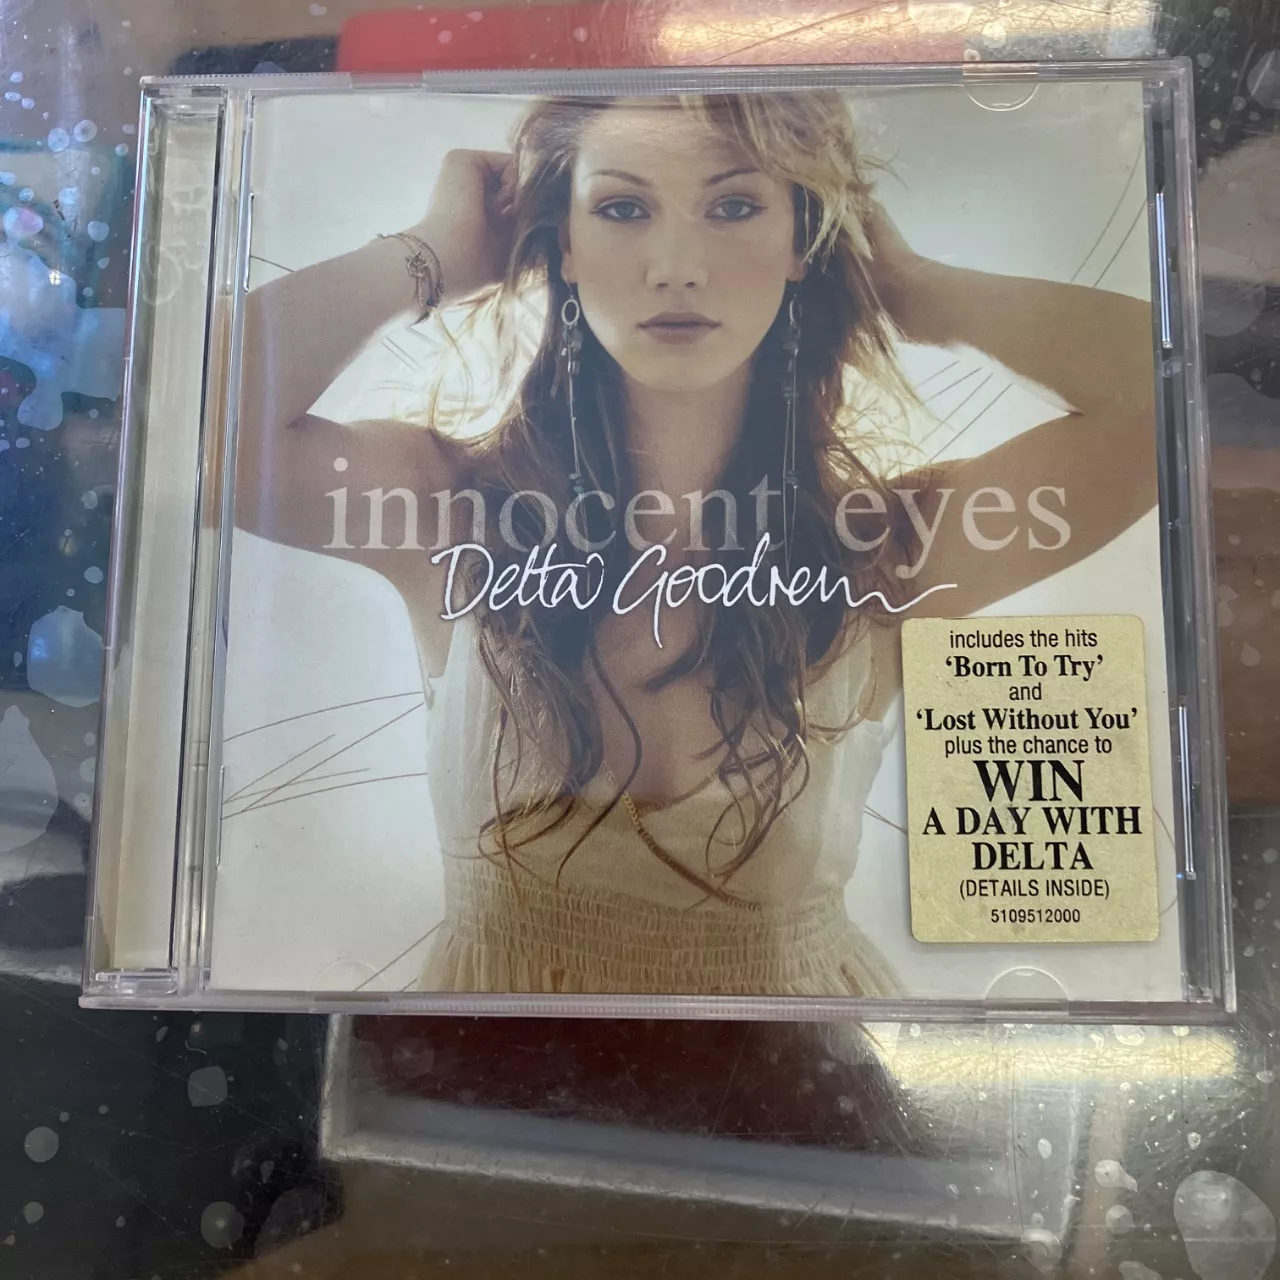 innocent eyes
Delta Goodrem
includes the hits
‘Born To Try’
and
‘Lost Without You’
plus the chance to
WIN
A DAY WITH
DELTA
(DETAILS INSIDE)
5109512000